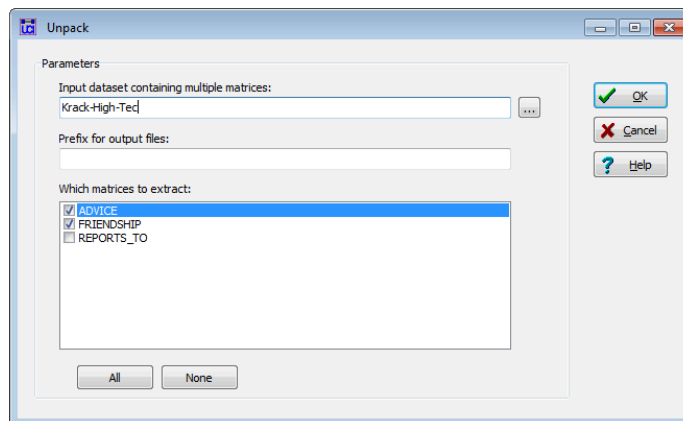 UCI Unpack
Parameters
Input dataset containing multiple matrices:
Krack-High-Tec
...
OK
Prefix for output files:
Cancel
Help
Which matrices to extract:
ADVICE
FRIENDSHIP
REPORTS_TO
All None